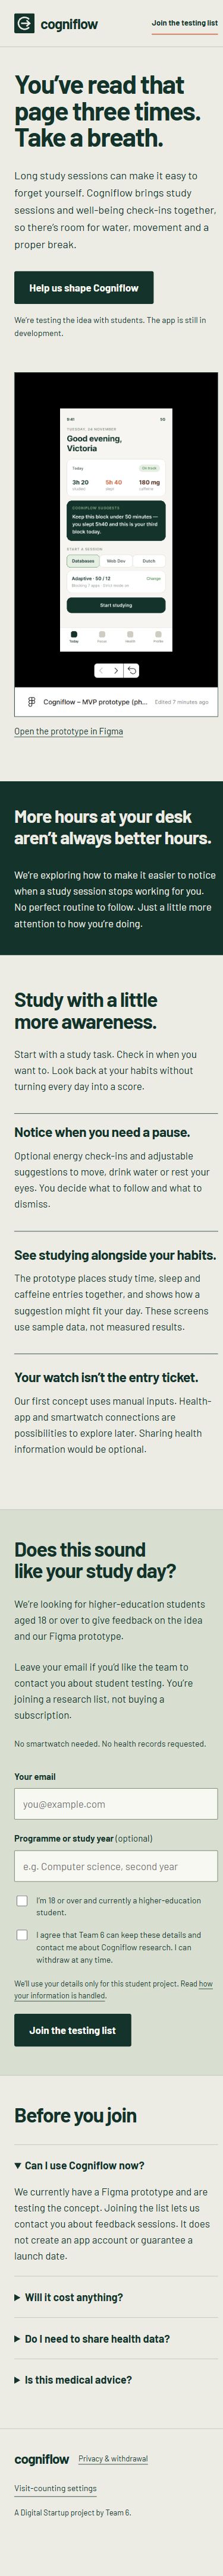 cogniflow
Join the testing list
You've read that
page three times.
Take a breath.
Long study sessions can make it easy to
forget yourself. Cogniflow brings study
sessions and well-being check-ins together,
so there's room for water, movement and a
proper break.
Help us shape Cogniflow
We're testing the idea with students. The app is still in
development.
9:41
5G
TUESDAY, 24 NOVEMBER
Good evening,
Victoria
Today
3h 20
studied
5h 40
slept
180 mg
caffeine
COGNIFLOW SUGGESTS
Keep this block under 50 minutes —
you slept 5h40 and this is your third
block today.
START A SESSION
Databases
Web Dev
Dutch
Adaptive · 50 / 12
Change
Start studying
Today
Focus
Health
Profile
Cogniflow – MVP prototype (ph...
Edited 7 minutes ago
Open the prototype in Figma
More hours at your desk
aren't always better hours.
We're exploring how to make it easier to notice
when a study session stops working for you.
No perfect routine to follow. Just a little more
attention to how you're doing.
Study with a little
more awareness.
Start with a study task. Check in when you
want to. Look back at your habits without
turning every day into a score.
Notice when you need a pause.
Optional energy check-ins and adjustable
suggestions to move, drink water or rest your
eyes. You decide what to follow and what to
dismiss.
See studying alongside your habits.
The prototype places study time, sleep and
caffeine entries together, and shows how a
suggestion might fit your day. These screens
use sample data, not measured results.
Your watch isn't the entry ticket.
Our first concept uses manual inputs. Health-
app and smartwatch connections are
possibilities to explore later. Sharing health
information would be optional.
Does this sound
like your study day?
We're looking for higher-education students
aged 18 or over to give feedback on the idea
and our Figma prototype.
Leave your email if you'd like the team to
contact you about student testing. You're
joining a research list, not buying a
subscription.
No smartwatch needed. No health records requested.
Your email
you@example.com
Programme or study year (optional)
e.g. Computer science, second year
I'm 18 or over and currently a higher-education
student.
I agree that Team 6 can keep these details and
contact me about Cogniflow research. I can
withdraw at any time.
We'll use your details only for this student project. Read how
your information is handled.
Join the testing list
Before you join
Can I use Cogniflow now?
We currently have a Figma prototype and are
testing the concept. Joining the list lets us
contact you about feedback sessions. It does
not create an app account or guarantee a
launch date.
Will it cost anything?
Do I need to share health data?
Is this medical advice?
cogniflow
Privacy & withdrawal
Visit-counting settings
A Digital Startup project by Team 6.